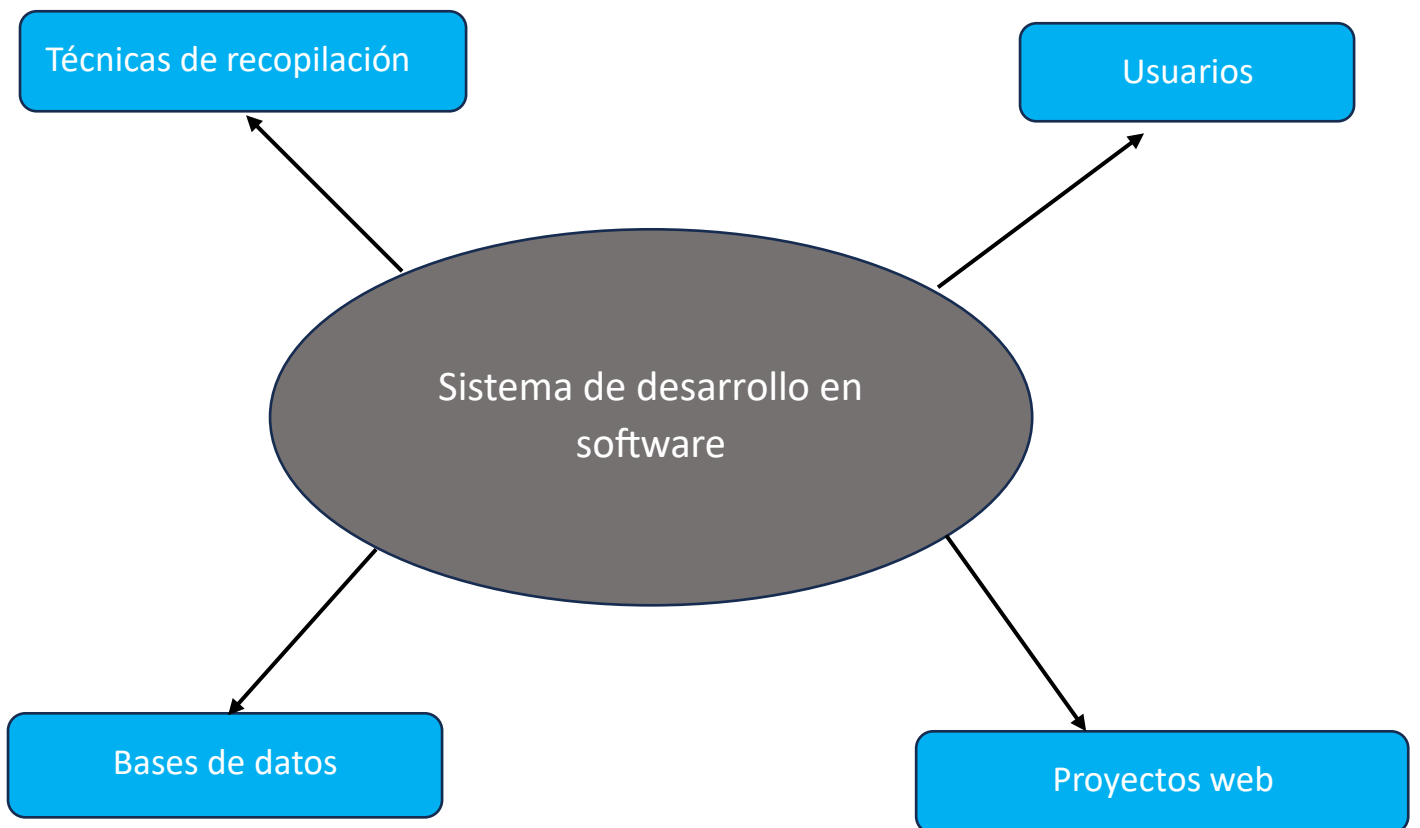 Técnicas de recopilación
Usuarios
Sistema de desarrollo en
software
Bases de datos
Proyectos web